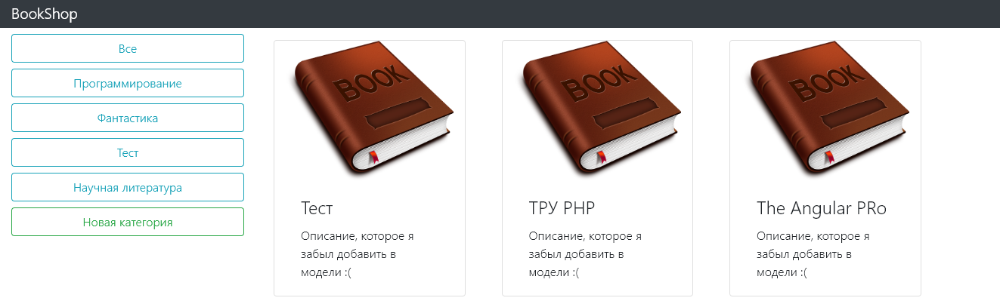 BookShop
Все
Программирование
Фантастика
Тест
Научная литература
Новая категория
BOOK
Тест
Описание, которое я
забыл добавить в
модели :(
BOOK
ТРУ PHP
Описание, которое я
забыл добавить в
модели :(
BOOK
The Angular PRo
Описание, которое я
забыл добавить в
модели :(